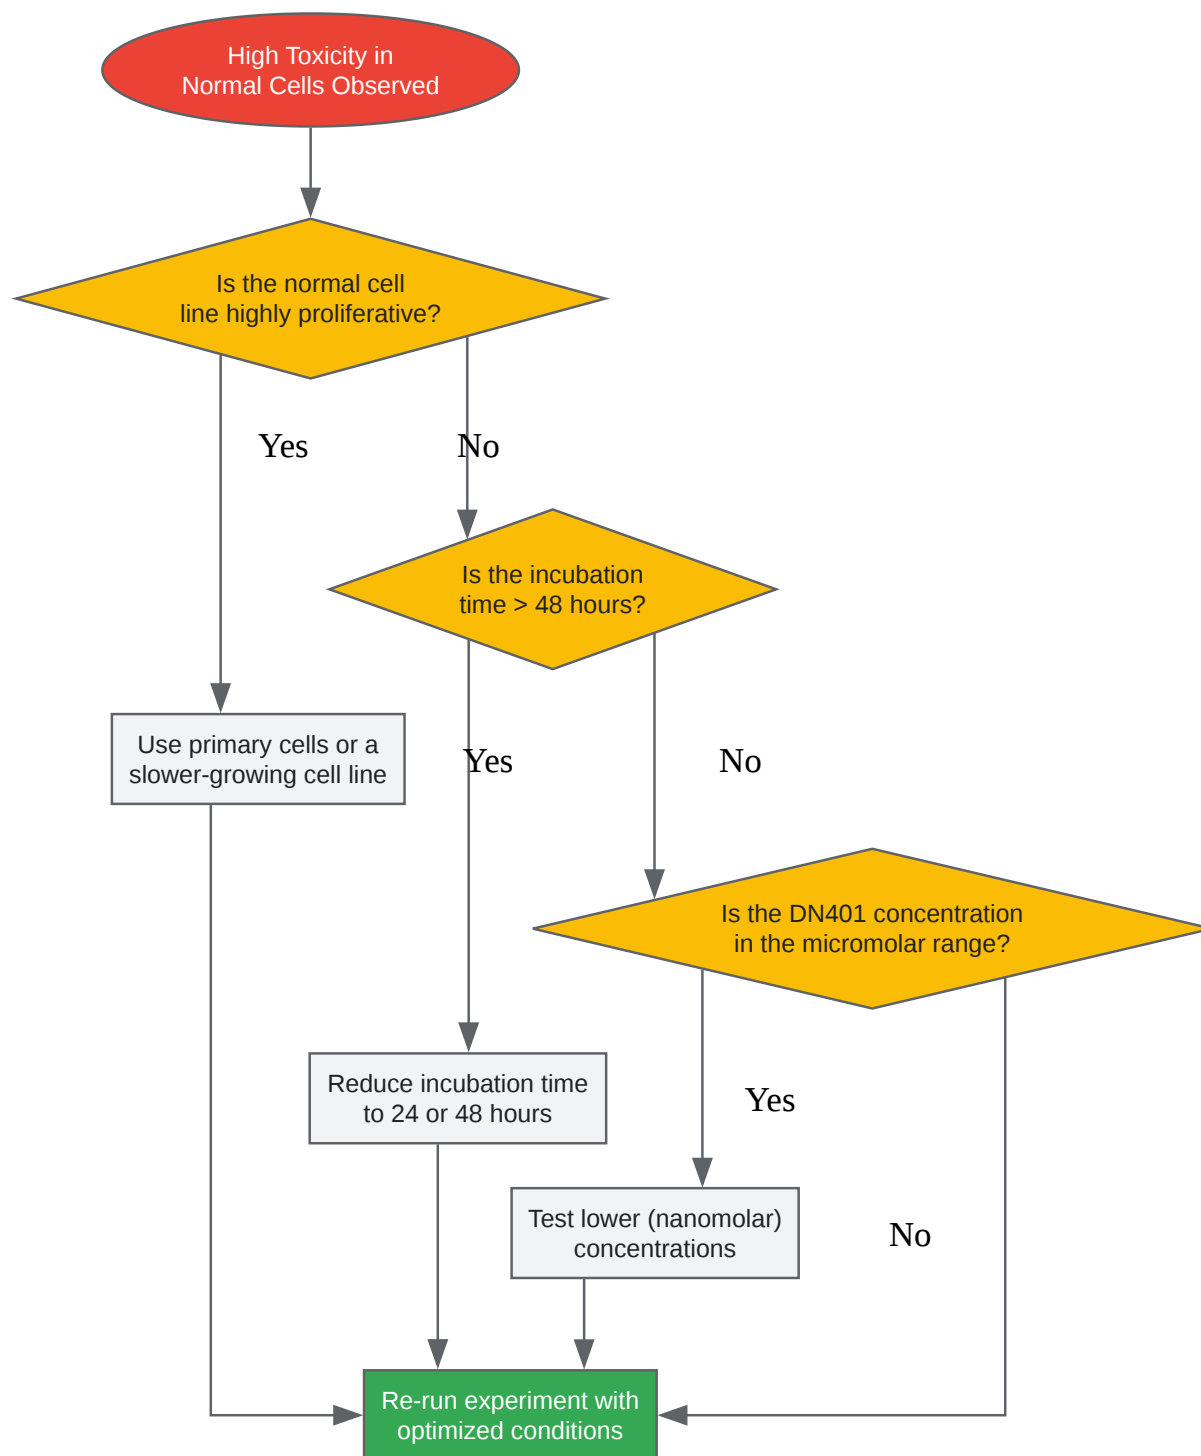 High Toxicity in
Normal Cells Observed
Is the normal cell
line highly proliferative?
Yes
No
Is the incubation
time > 48 hours?
Use primary cells or a
slower-growing cell line
Yes
No
Is the DN401 concentration
in the micromolar range?
Reduce incubation time
to 24 or 48 hours
Yes
Test lower (nanomolar)
concentrations
No
Re-run experiment with
optimized conditions